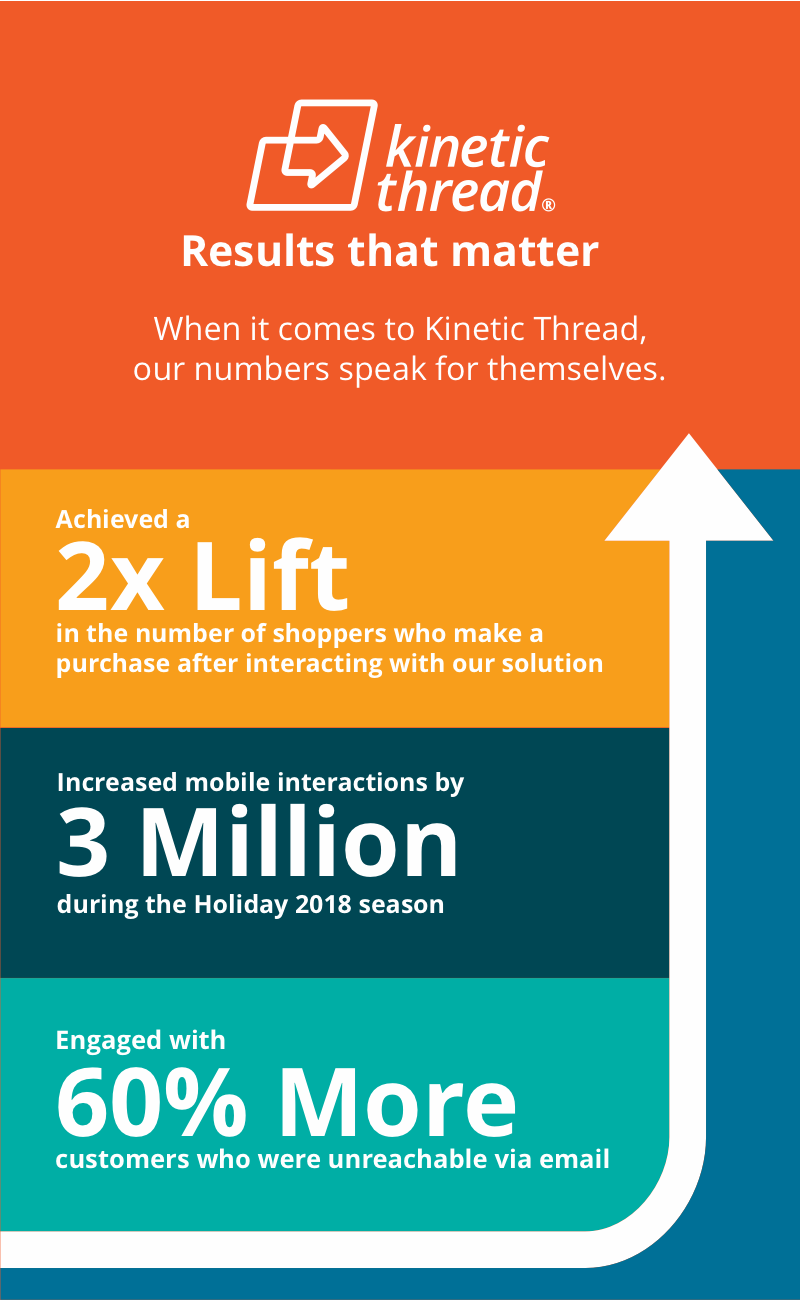 kinetic
thread®
Results that matter
When it comes to Kinetic Thread,
our numbers speak for themselves.
Achieved a
2x Lift
in the number of shoppers who make a
purchase after interacting with our solution
Increased mobile interactions by
3 Million
during the Holiday 2018 season
Engaged with
60% More
customers who were unreachable via email